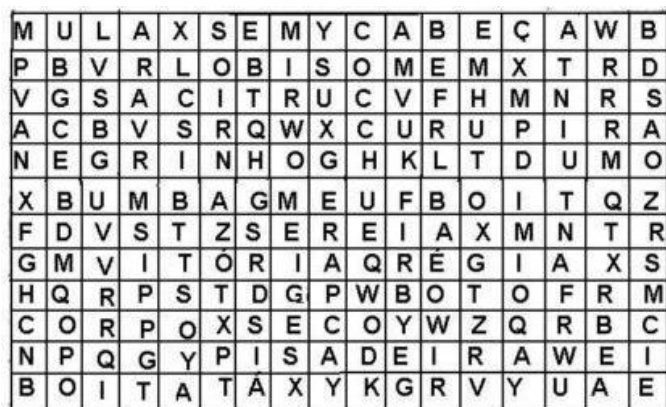 M U L A X S E M Y C A B E Ç A W B
P B V R L O B I S O M E M X T R D
V G S A C I T R U C V F H M N R S
A C B V S R Q W X C U R U P I R A
N E G R I N H O G H K L T D U M O
X B U M B A G M E U F B O I T Q Z
F D V S T Z S E R E I A X M N T R
G M V I T Ó R I A Q R É G I A X S
H Q R P S T D G P W B O T O F R M
C O R P O X S E C O Y W Z Q R B C
N P Q G Y P I S A D E I R A W E I
B O I T A T Á X Y K G R V Y U A E